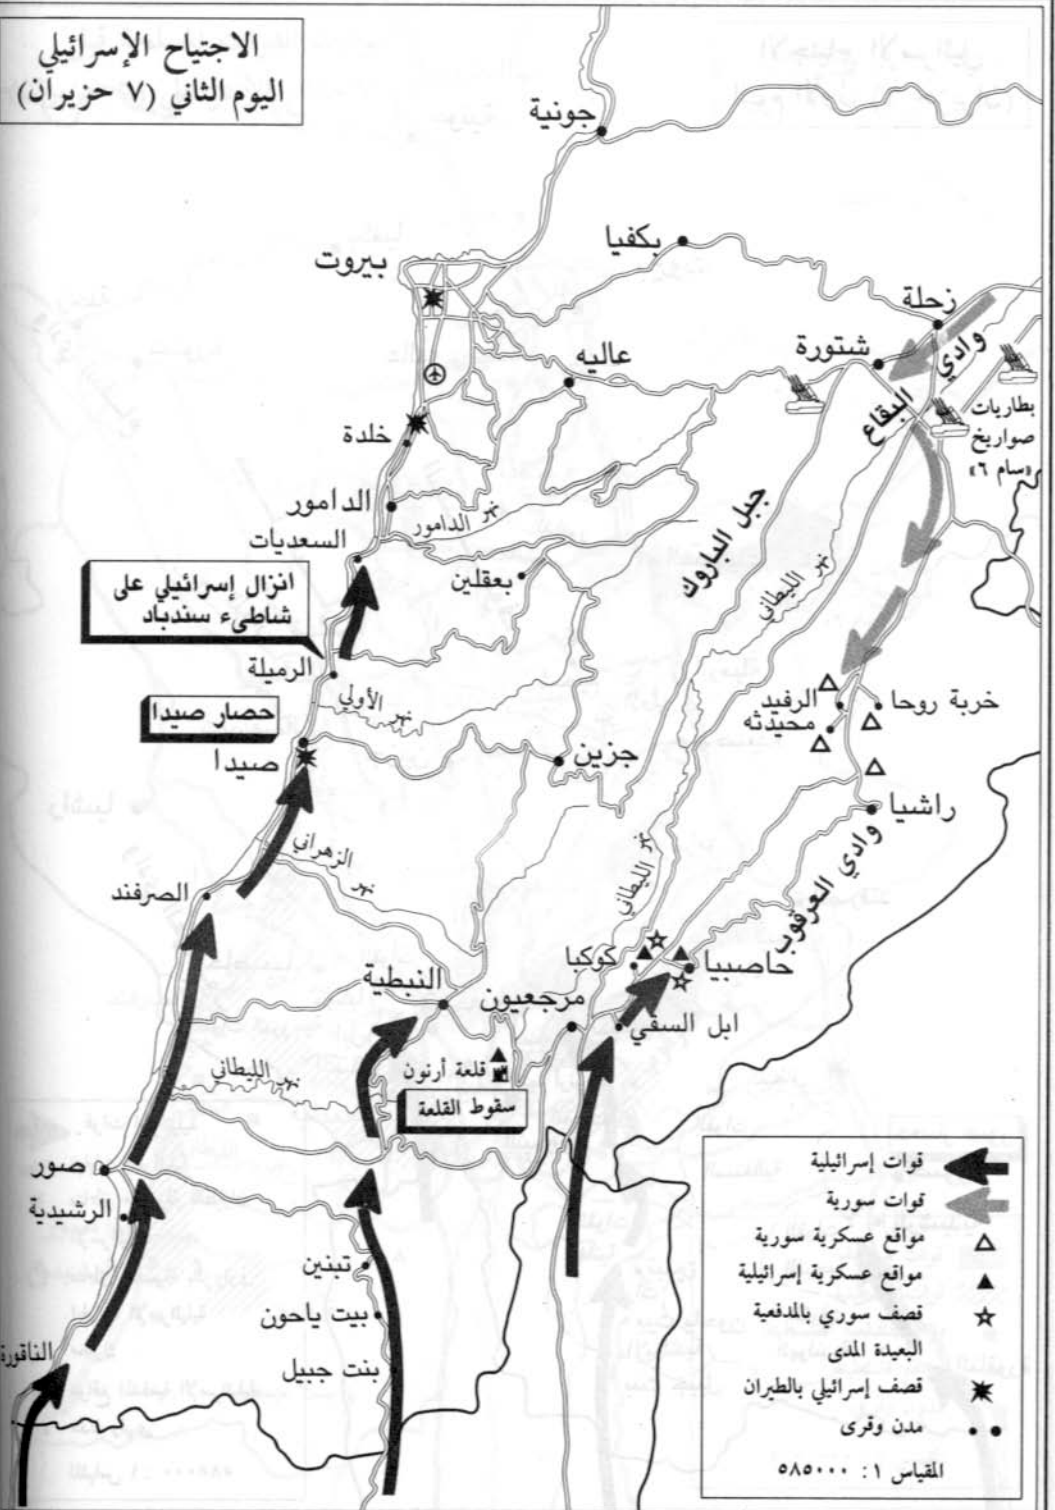 الاجتياح الإسرائيلي
اليوم الثاني (٧ حزيران)
جونية
بكفيا
بيروت
زحلة
شتورة
وادي البقاع
عاليه
بطاريات
صواريخ
«سام ٦»
خلدة
الدامور
نهر الدامور
السعديات
بعقلين
جبل الباروك
نهر الليطاني
انزال إسرائيلي على
شاطىء سندباد
الرميلة
نهر الأولي
حصار صيدا
صيدا
جزين
الرفيد
محيدثه
خربة روحا
راشيا
وادي العرقوب
نهر الزهراني
نهر الليطاني
الصرفند
كوكبا
حاصبيا
النبطية
مرجعيون
ابل السقي
قلعة أرنون
سقوط القلعة
نهر الليطاني
صور
الرشيدية
تبنين
بيت ياحون
بنت جبيل
الناقورة
قوات إسرائيلية
قوات سورية
مواقع عسكرية سورية
مواقع عسكرية إسرائيلية
قصف سوري بالمدفعية
البعيدة المدى
قصف إسرائيلي بالطيران
مدن وقرى
المقياس ١: ٥٨٥٠٠٠